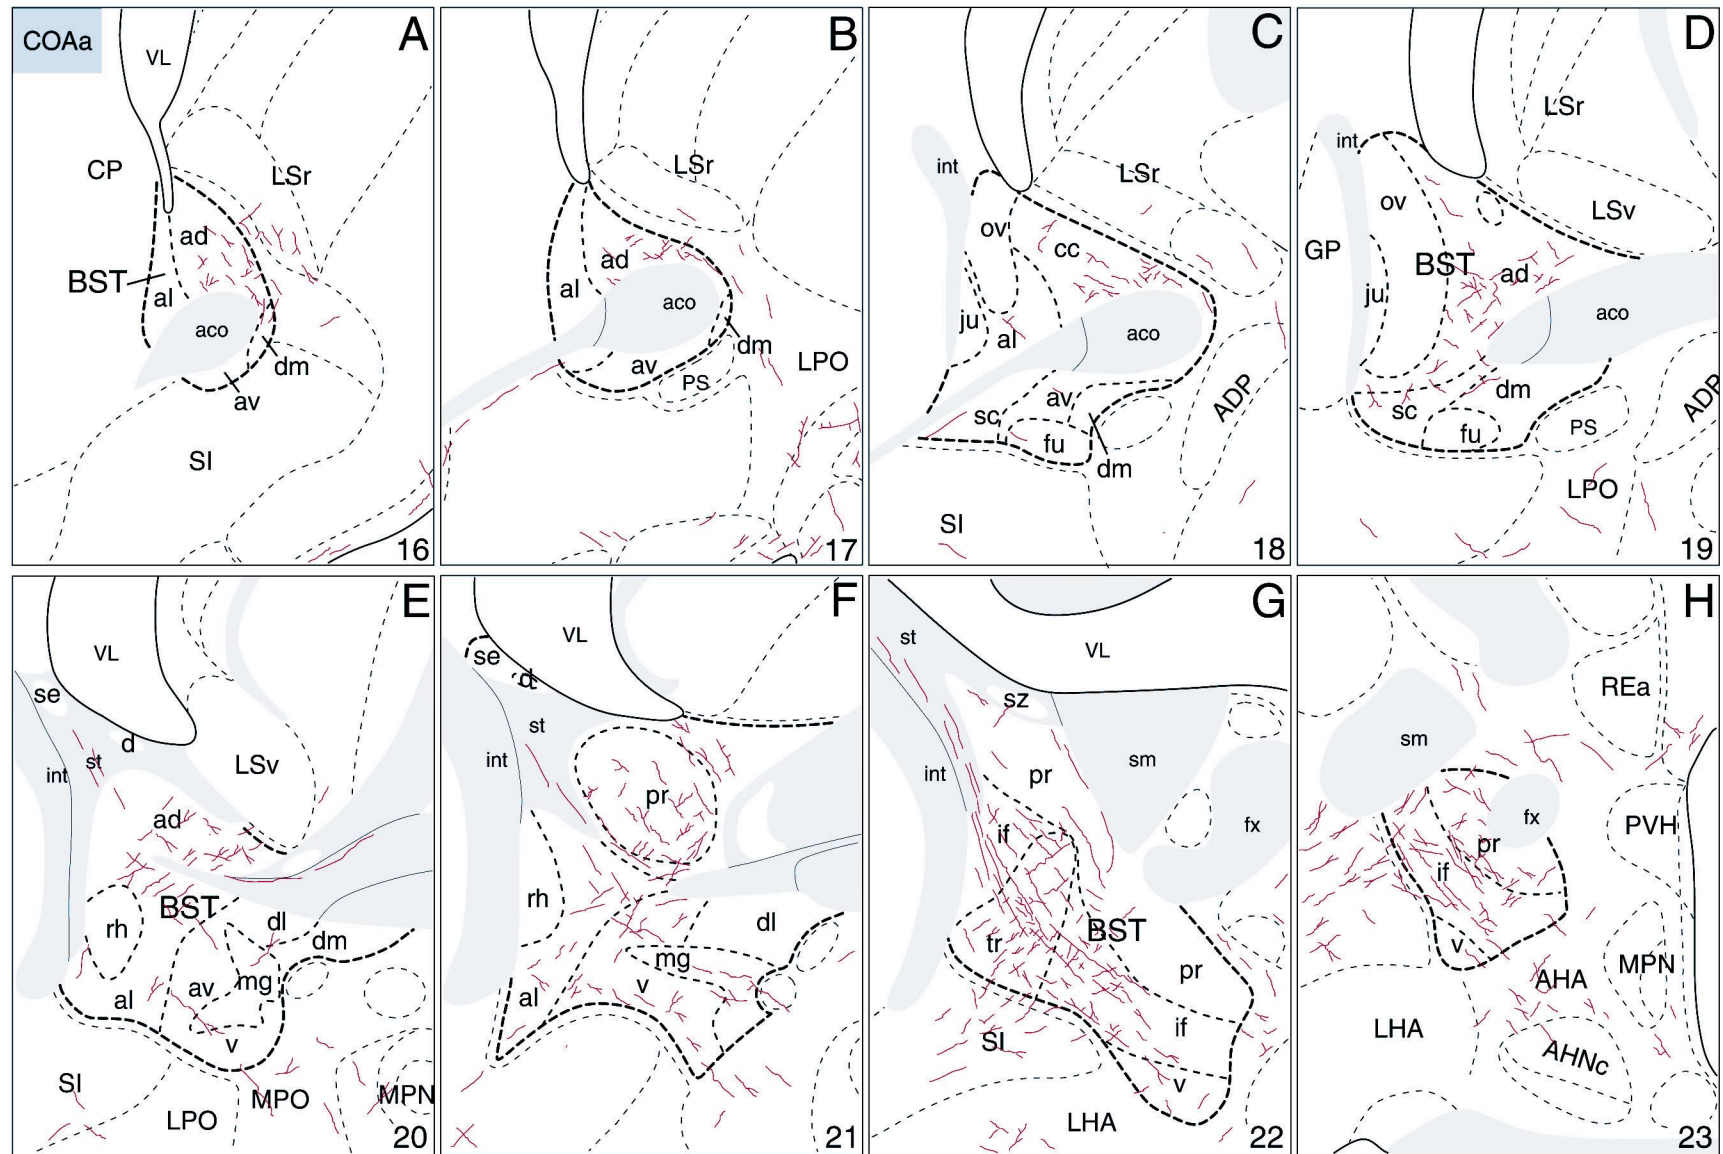 COAa
VL
A
CP
LSr
ad
BST
al
aco
dm
av
SI
16
B
LSr
ad
al
aco
dm
LPO
av
PS
17
C
int
LSr
ov
cc
ju
al
aco
ADP
av
sc
fu
dm
SI
18
D
LSr
int
ov
LSv
GP
BST
ad
ju
aco
dm
ADP
sc
fu
PS
LPO
19
E
VL
se
d
st
int
LSv
ad
BST
rh
dl
dm
mg
av
al
v
SI
MPO
MPN
LPO
20
F
VL
se
d
st
int
pr
rh
dl
mg
v
al
21
G
st
VL
sz
sm
int
pr
fx
if
BST
tr
pr
if
SI
v
LHA
22
H
REa
sm
fx
PVH
pr
if
v
MPN
AHA
LHA
AHNc
23